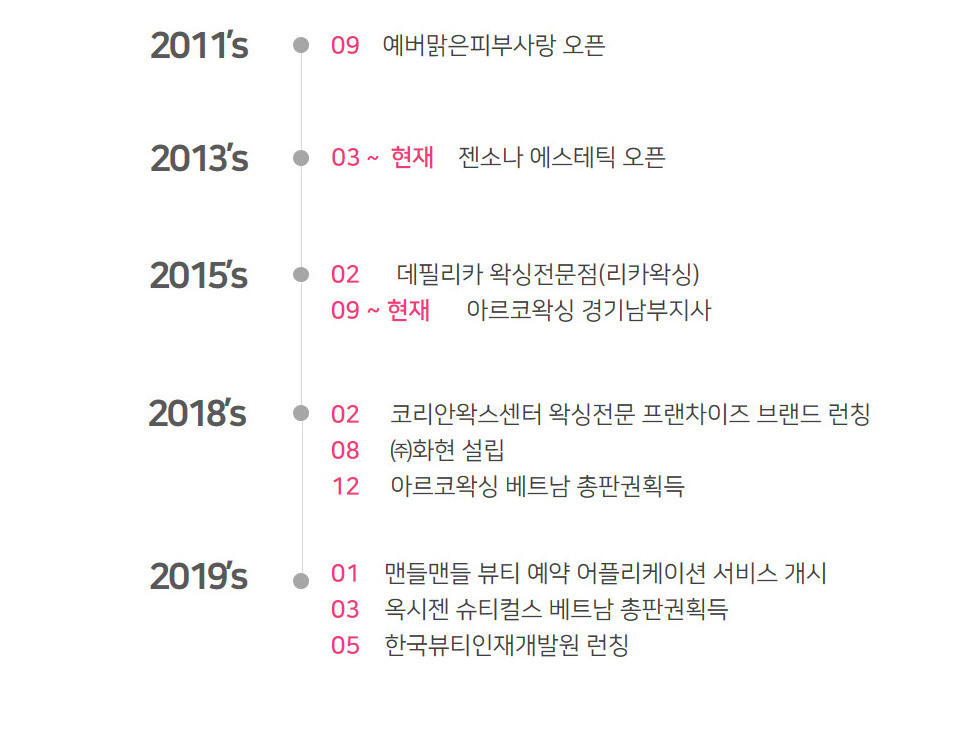 2011's 09 예버맑은피부사랑 오픈
2013's 03 ~ 현재 젠소나 에스테틱 오픈
2015's 02 데필리카 왁싱전문점(리카왁싱)
09 ~ 현재 아르코왁싱 경기남부지사
2018's 02 코리안왁스센터 왁싱전문 프랜차이즈 브랜드 런칭
08 ㈜화현 설립
12 아르코왁싱 베트남 총판권획득
2019's 01 맨들맨들 뷰티 예약 어플리케이션 서비스 개시
03 옥시젠 슈티컬스 베트남 총판권획득
05 한국뷰티인재개발원 런칭